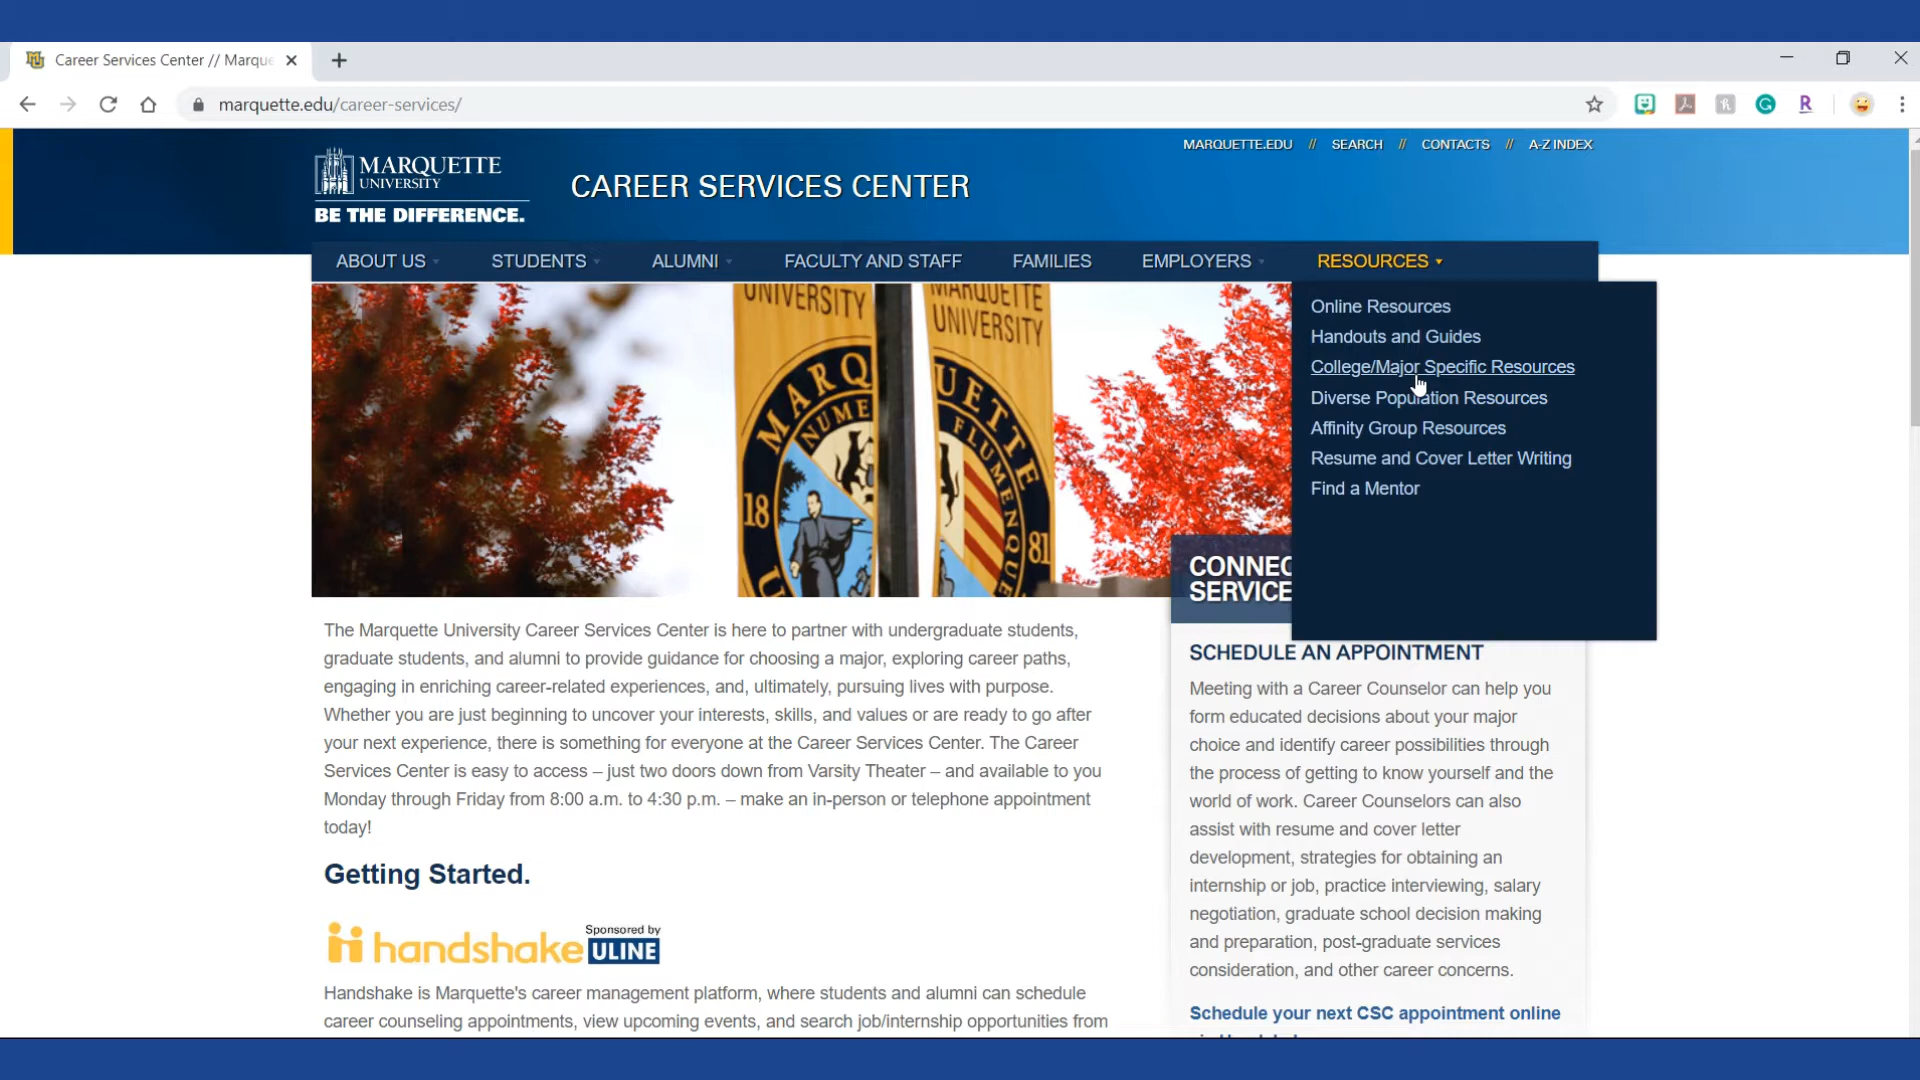 Career Services Center // Marque
marquette.edu/career-services/
MARQUETTE.EDU // SEARCH // CONTACTS // A-Z INDEX
MARQUETTE
UNIVERSITY
BE THE DIFFERENCE.
CAREER SERVICES CENTER
ABOUT US STUDENTS ALUMNI FACULTY AND STAFF FAMILIES EMPLOYERS RESOURCES
Online Resources
Handouts and Guides
College/Major Specific Resources
Diverse Population Resources
Affinity Group Resources
Resume and Cover Letter Writing
Find a Mentor
UNIVERSITY
MARQUETTE
UNIVERSITY
MARQ
UETTE
NUME
FLUMENQUE
18
81
CONNEC
SERVICE
The Marquette University Career Services Center is here to partner with undergraduate students,
graduate students, and alumni to provide guidance for choosing a major, exploring career paths,
engaging in enriching career-related experiences, and, ultimately, pursuing lives with purpose.
Whether you are just beginning to uncover your interests, skills, and values or are ready to go after
your next experience, there is something for everyone at the Career Services Center. The Career
Services Center is easy to access – just two doors down from Varsity Theater – and available to you
Monday through Friday from 8:00 a.m. to 4:30 p.m. – make an in-person or telephone appointment
today!
Getting Started.
handshake
Sponsored by
ULINE
Handshake is Marquette's career management platform, where students and alumni can schedule
career counseling appointments, view upcoming events, and search job/internship opportunities from
SCHEDULE AN APPOINTMENT
Meeting with a Career Counselor can help you
form educated decisions about your major
choice and identify career possibilities through
the process of getting to know yourself and the
world of work. Career Counselors can also
assist with resume and cover letter
development, strategies for obtaining an
internship or job, practice interviewing, salary
negotiation, graduate school decision making
and preparation, post-graduate services
consideration, and other career concerns.
Schedule your next CSC appointment online